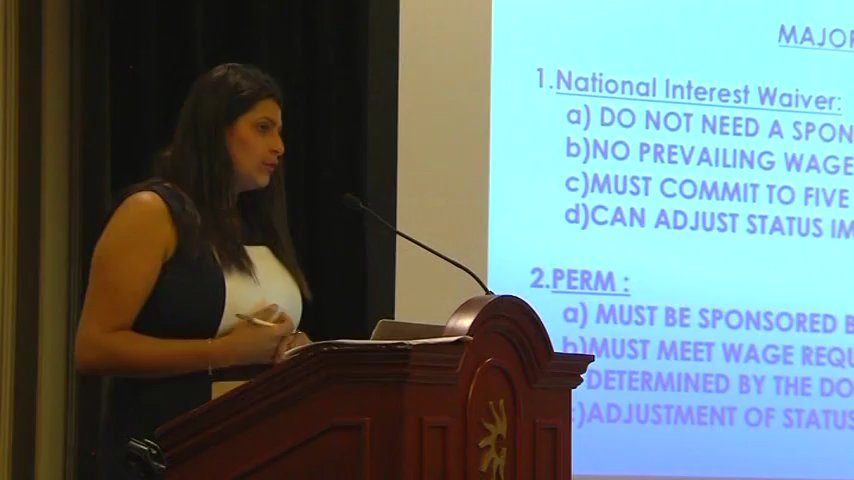 MAJOR
1.National Interest Waiver:
a) DO NOT NEED A SPON
b)NO PREVAILING WAGE
c)MUST COMMIT TO FIVE
d)CAN ADJUST STATUS IM
2.PERM :
a) MUST BE SPONSORED B
b)MUST MEET WAGE REQU
DETERMINED BY THE DO
)ADJUSTMENT OF STATUS